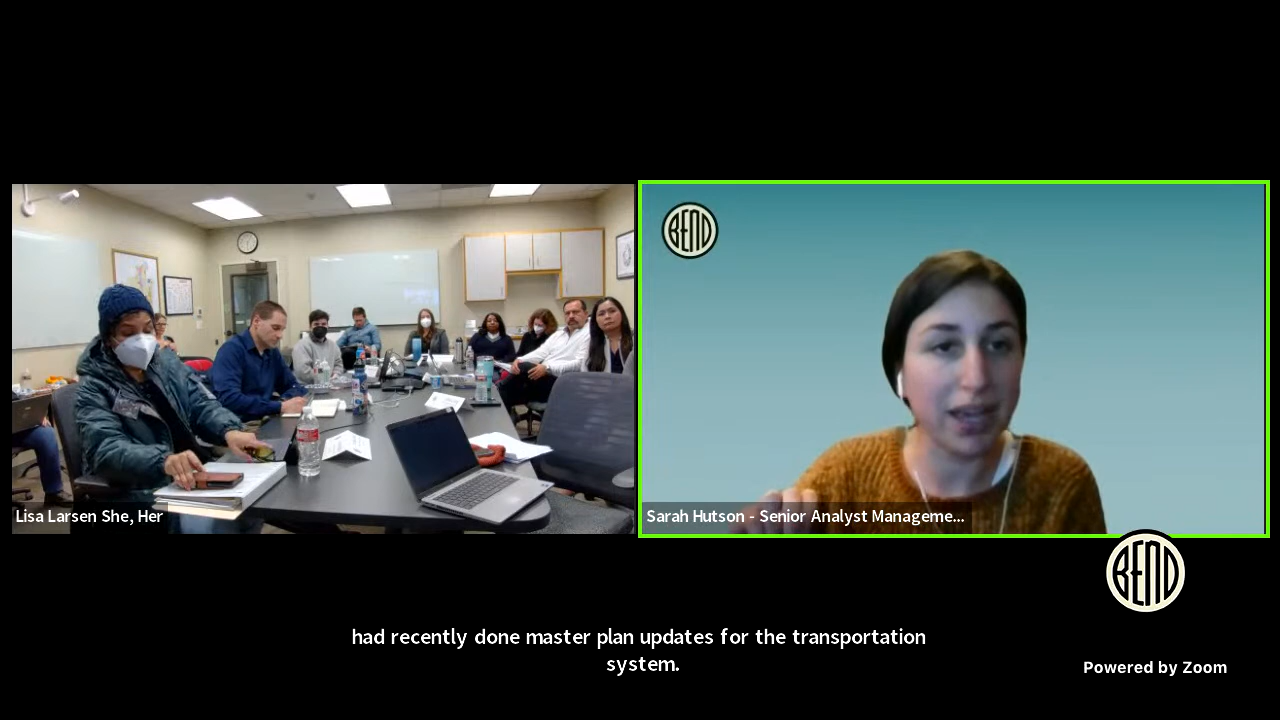 BEND
Lisa Larsen She, Her
Sarah Hutson - Senior Analyst Manageme...
BEND
had recently done master plan updates for the transportation
system.
Powered by Zoom